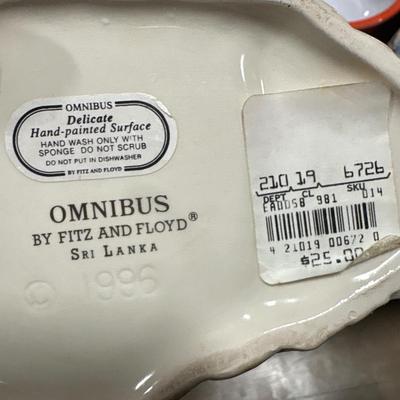 OMNIBUS
Delicate
Hand-painted Surface
HAND WASH ONLY WITH
SPONGE DO NOT SCRUB
DO NOT PUT IN DISHWASHER
BY FITZ AND FLOYD
OMNIBUS
BY FITZ AND FLOYD®
SRI LANKA
© 1996
210 19 6726
DEPT CL SKU
EA0058 981 014
4 21019 00672 0
$25.00